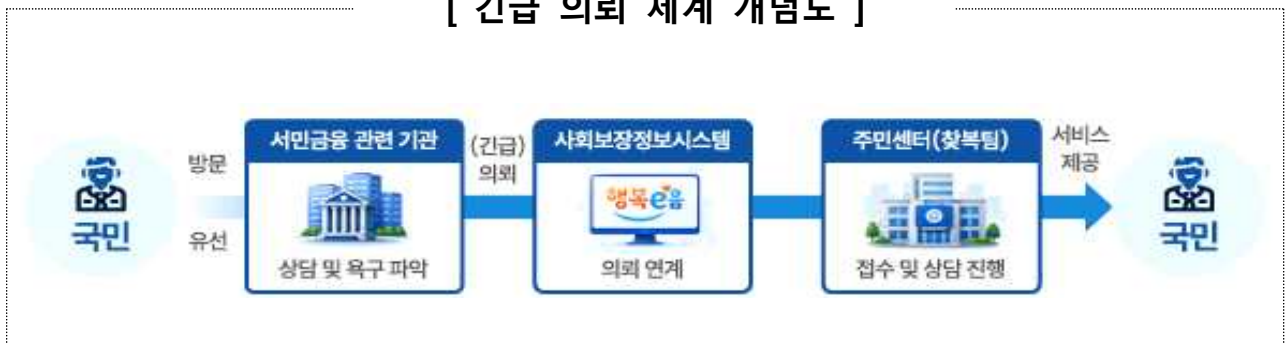 [ 긴급 의뢰 체계 개념도 ]
국민
방문
유선
서민금융 관련 기관
상담 및 욕구 파악
(긴급)
의뢰
사회보장정보시스템
행복e음
의뢰 연계
주민센터(찾복팀)
접수 및 상담 진행
서비스
제공
국민